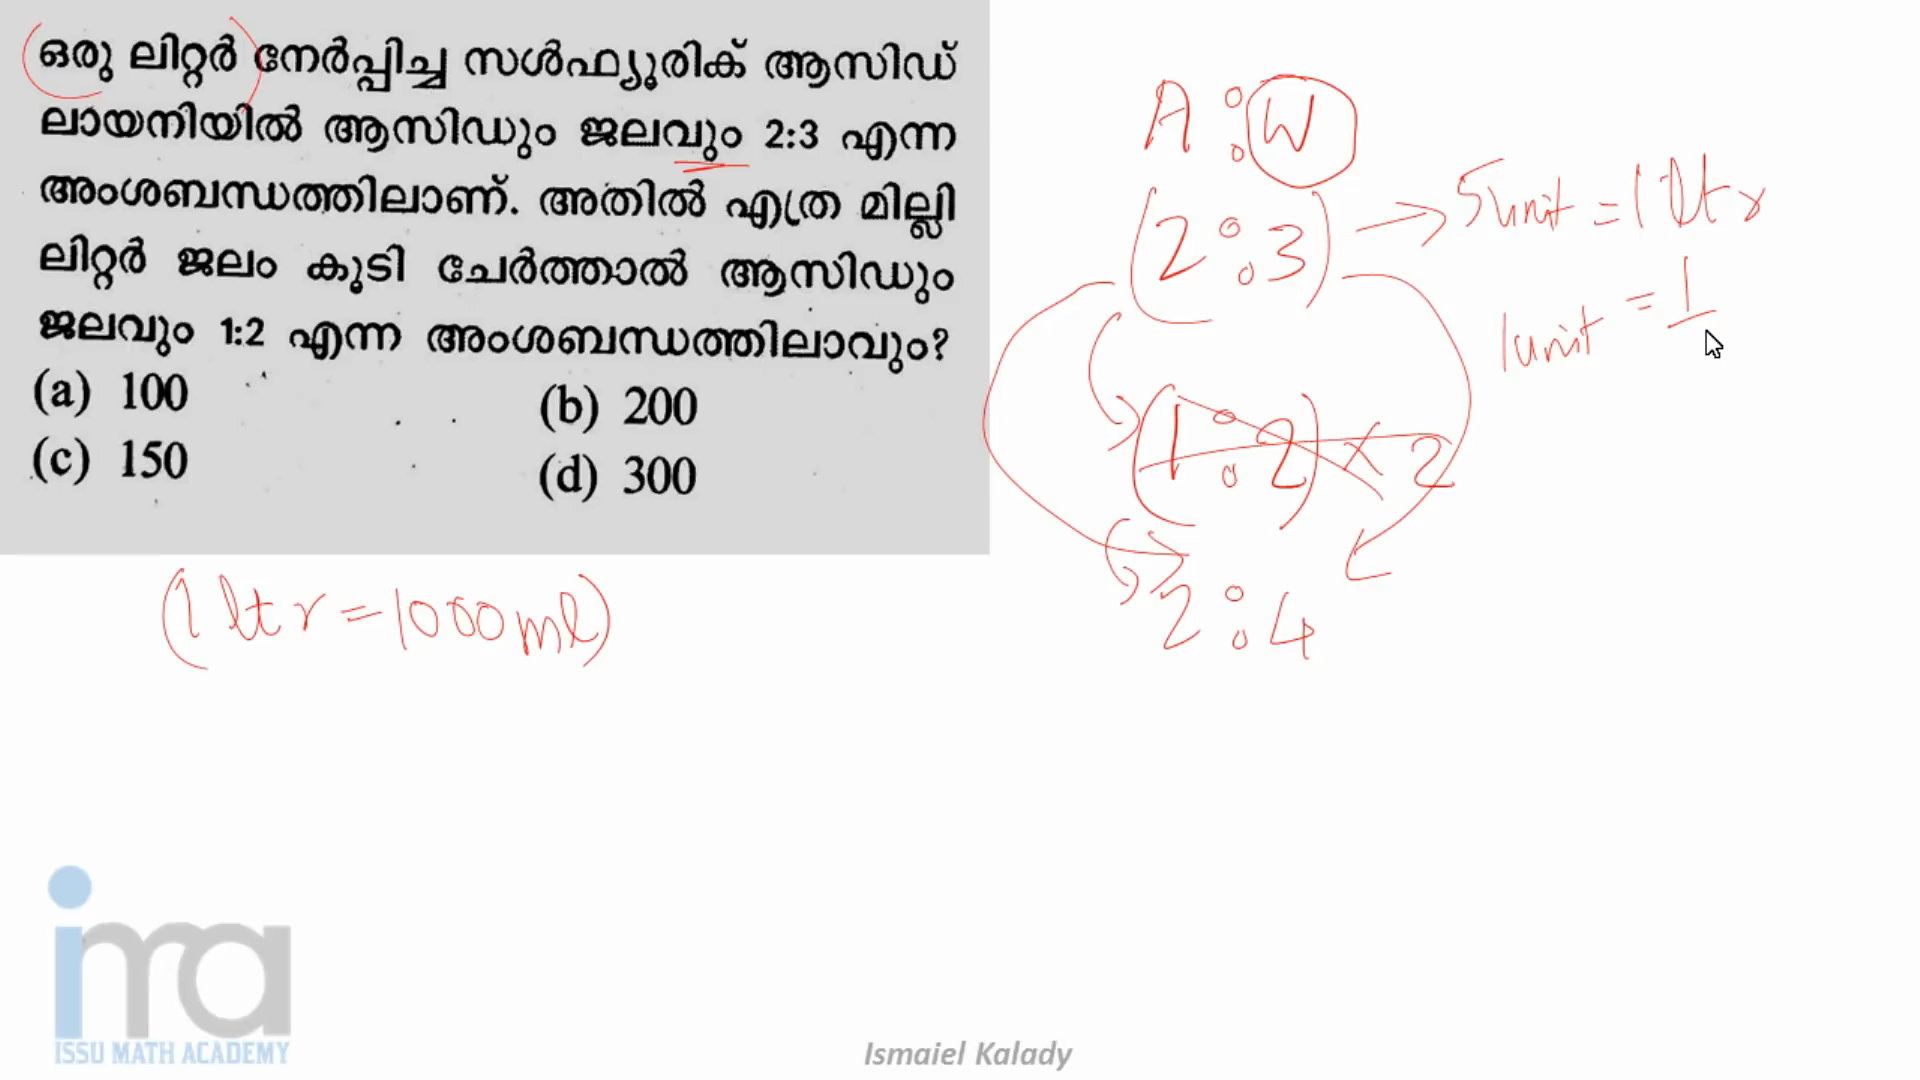 ഒരു ലിറ്റർ നേർപ്പിച്ച സൾഫ്യൂരിക് ആസിഡ്
ലായനിയിൽ ആസിഡും ജലവും 2:3 എന്ന
അംശബന്ധത്തിലാണ്. അതിൽ എത്ര മില്ലി
ലിറ്റർ ജലം കൂടി ചേർത്താൽ ആസിഡും
ജലവും 1:2 എന്ന അംശബന്ധത്തിലാവും?
(a) 100 (b) 200
(c) 150 (d) 300
(1 ltr = 1000ml)
A : W
(2 : 3) → 5 unit = 1 ltr
1 unit = 1
(1 : 2) × 2
2 : 4
ima
ISSU MATH ACADEMY
Ismaiel Kalady